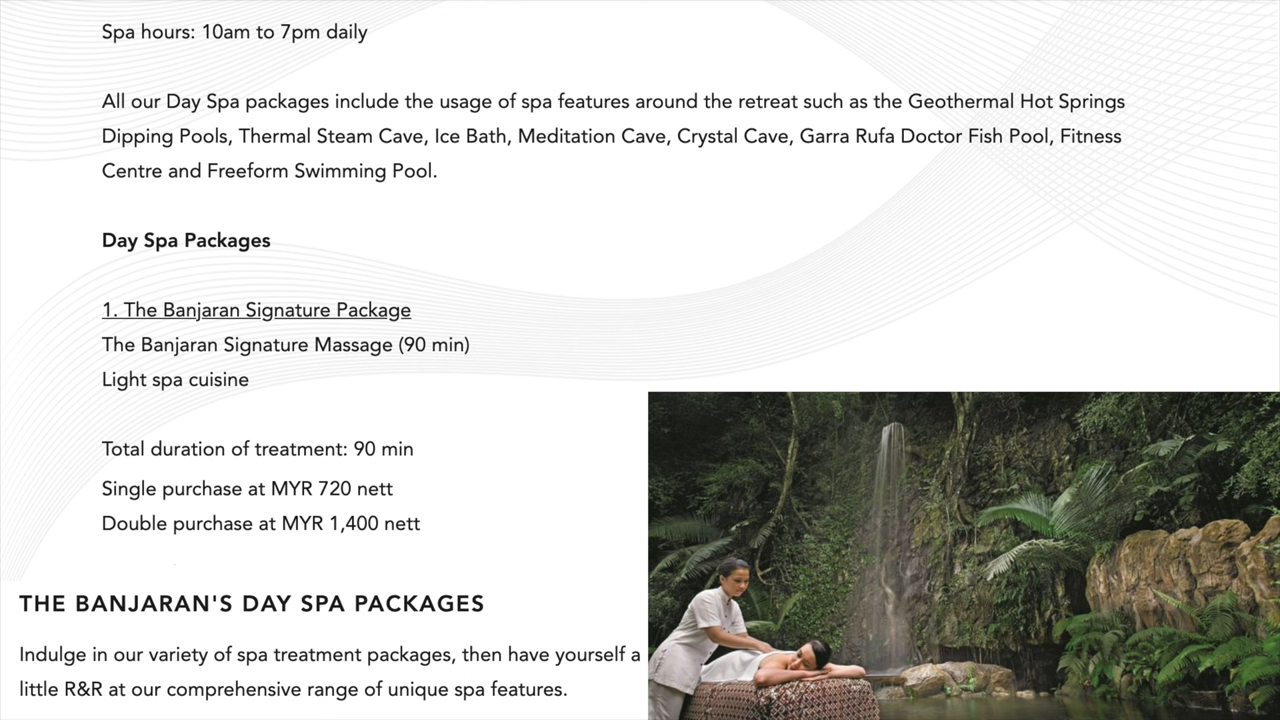 Spa hours: 10am to 7pm daily
All our Day Spa packages include the usage of spa features around the retreat such as the Geothermal Hot Springs
Dipping Pools, Thermal Steam Cave, Ice Bath, Meditation Cave, Crystal Cave, Garra Rufa Doctor Fish Pool, Fitness
Centre and Freeform Swimming Pool.
Day Spa Packages
1. The Banjaran Signature Package
The Banjaran Signature Massage (90 min)
Light spa cuisine
Total duration of treatment: 90 min
Single purchase at MYR 720 nett
Double purchase at MYR 1,400 nett
THE BANJARAN'S DAY SPA PACKAGES
Indulge in our variety of spa treatment packages, then have yourself a
little R&R at our comprehensive range of unique spa features.